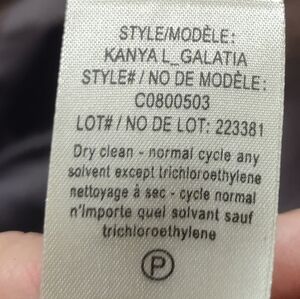 STYLE/MODÈLE:
KANYA L_GALATIA
STYLE# / NO DE MODÈLE:
C0800503
LOT# / NO DE LOT: 223381
Dry clean - normal cycle any
solvent except trichloroethylene
nettoyage à sec - cycle normal
n'Importe quel solvant sauf
trichloroethylene
P